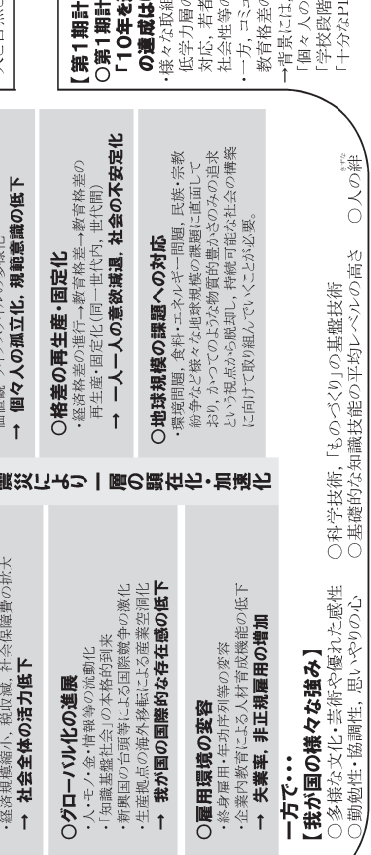 ・経済規模縮小，税収減，社会保障費の拡大
→ 社会全体の活力低下
○グローバル化の進展
・人・モノ・金・情報等の流動化
・「知識基盤社会」の本格的到来
・新興国の台頭等による国際競争の激化
・生産拠点の海外移転による産業空洞化
→ 我が国の国際的な存在感の低下
○雇用環境の変容
・終身雇用・年功序列等の変容
・企業内教育による人材育成機能の低下
→ 失業率，非正規雇用の増加
震災により一層の顕在化・加速化
→ 個々人の孤立化，規範意識の低下
○格差の再生産・固定化
・経済格差の進行→教育格差→教育格差の
再生産・固定化(同一世代内，世代間)
→ 一人一人の意欲減退，社会の不安定化
○地球規模の課題への対応
・環境問題，食料・エネルギー問題，民族・宗教
紛争など様々な地球規模の課題に直面して
おり，かつてのような物質的豊かさのみの追求
という視点から脱却し，持続可能な社会の構築
に向けて取り組んでいくことが必要。
一方で・・・
【我が国の様々な強み】
○多様な文化・芸術や優れた感性　○科学技術，「ものづくり」の基盤技術
○勤勉性・協調性，思いやりの心　○基礎的な知識技能の平均レベルの高さ　○人の絆
きずな
【第1期計
○第1期計
「10年を
の達成は
・様々な取組
低学力層の
対応，若者
社会性等の
・一方，コミュ
教育格差の
→背景には，
「個々人の
「学校段階
「十分なP